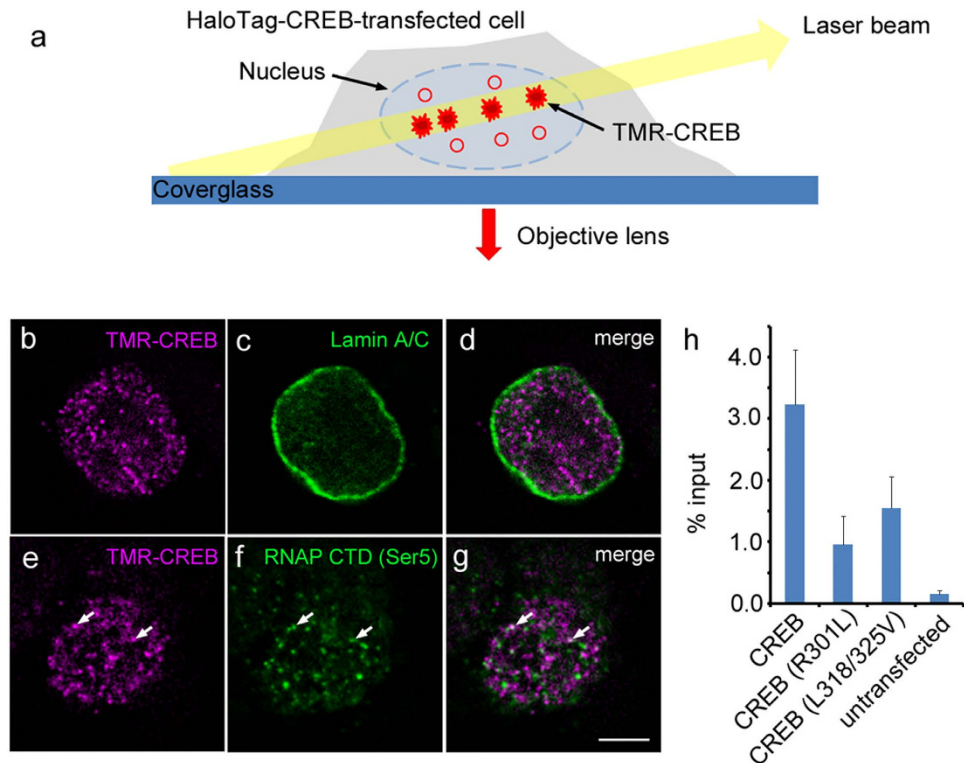 a
HaloTag-CREB-transfected cell
Laser beam
Nucleus
TMR-CREB
Coverglass
Objective lens
b TMR-CREB
c Lamin A/C
d merge
e TMR-CREB
f RNAP CTD (Ser5)
g merge
h
% input
4.0
3.0
2.0
1.0
0.0
CREB
CREB (R301L)
CREB (L318/325V)
untransfected